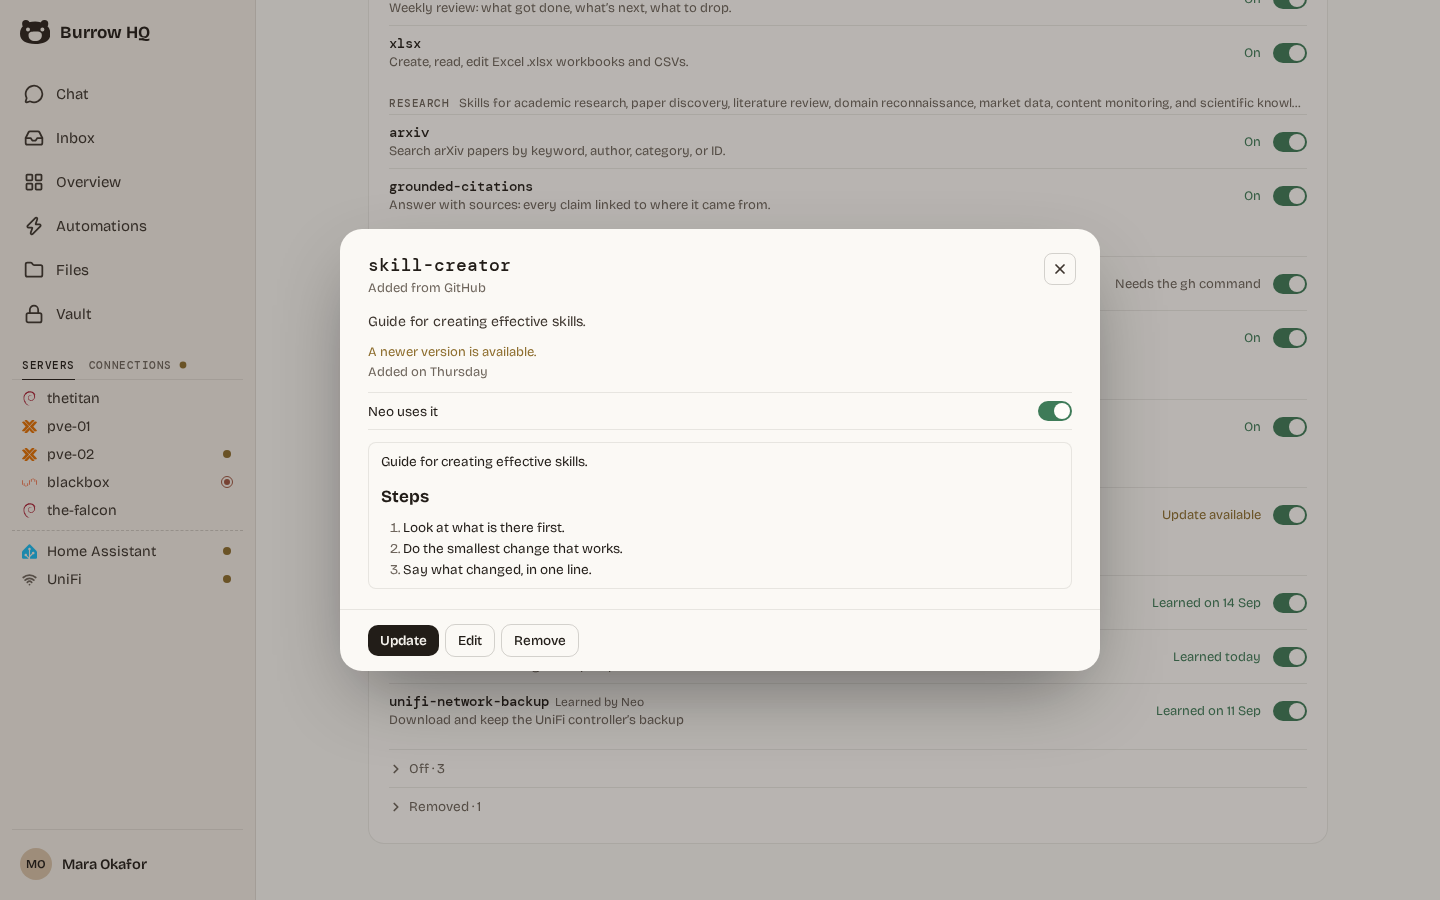 Burrow HQ
Chat
Inbox
Overview
Automations
Files
Vault
SERVERS CONNECTIONS
thetitan
pve-01
pve-02
blackbox
the-falcon
Home Assistant
UniFi
MO Mara Okafor
Weekly review: what got done, what's next, what to drop.
xlsx
Create, read, edit Excel .xlsx workbooks and CSVs.
On
RESEARCH Skills for academic research, paper discovery, literature review, domain reconnaissance, market data, content monitoring, and scientific knowl...
arxiv
Search arXiv papers by keyword, author, category, or ID.
On
grounded-citations
Answer with sources: every claim linked to where it came from.
On
Needs the gh command
On
On
Update available
Learned on 14 Sep
Learned today
skill-creator
Added from GitHub
Guide for creating effective skills.
A newer version is available.
Added on Thursday
Neo uses it
Guide for creating effective skills.
Steps
1. Look at what is there first.
2. Do the smallest change that works.
3. Say what changed, in one line.
Update Edit Remove
unifi-network-backup Learned by Neo
Download and keep the UniFi controller's backup
Learned on 11 Sep
Off · 3
Removed · 1